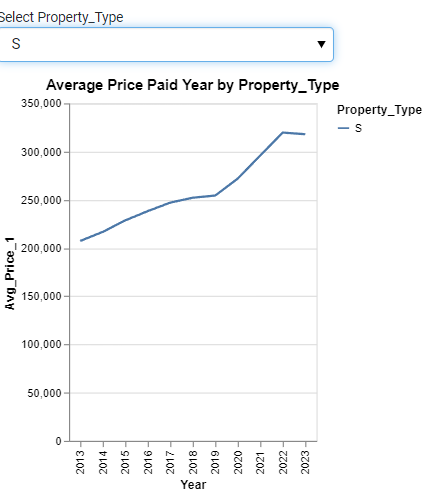 Select Property_Type
S
Average Price Paid Year by Property_Type
Property_Type
S
Avg_Price_1
350,000
300,000
250,000
200,000
150,000
100,000
50,000
0
2013
2014
2015
2016
2017
2018
2019
2020
2021
2022
2023
Year